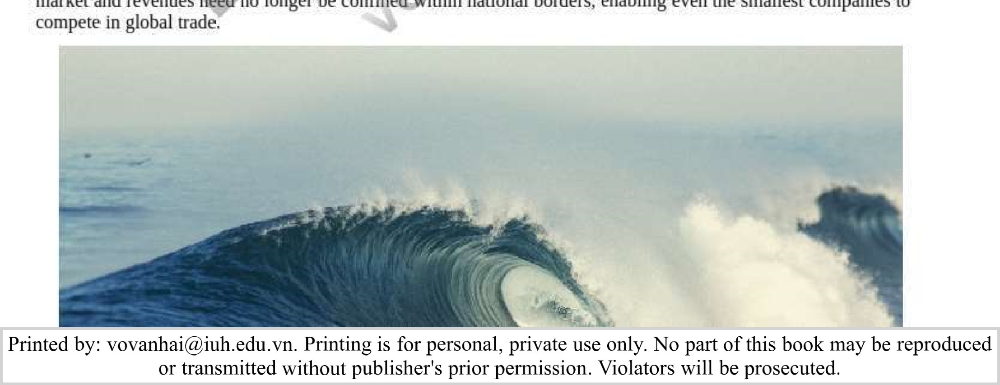 market and revenues need no longer be confined within national borders, enabling even the smallest companies to
compete in global trade.
Printed by: vovanhai@iuh.edu.vn. Printing is for personal, private use only. No part of this book may be reproduced
or transmitted without publisher's prior permission. Violators will be prosecuted.